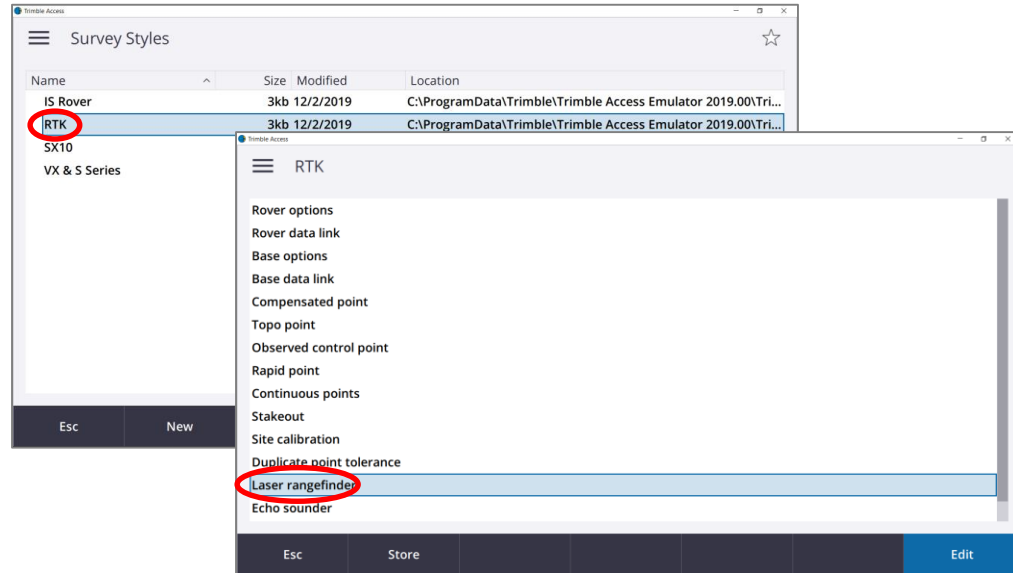 Trimble Access
Survey Styles
Name Size Modified Location
IS Rover 3kb 12/2/2019 C:\ProgramData\Trimble\Trimble Access Emulator 2019.00\Tri...
RTK 3kb 12/2/2019 C:\ProgramData\Trimble\Trimble Access Emulator 2019.00\Tri...
SX10
VX & S Series
Esc New
Trimble Access
RTK
Rover options
Rover data link
Base options
Base data link
Compensated point
Topo point
Observed control point
Rapid point
Continuous points
Stakeout
Site calibration
Duplicate point tolerance
Laser rangefinder
Echo sounder
Esc Store Edit